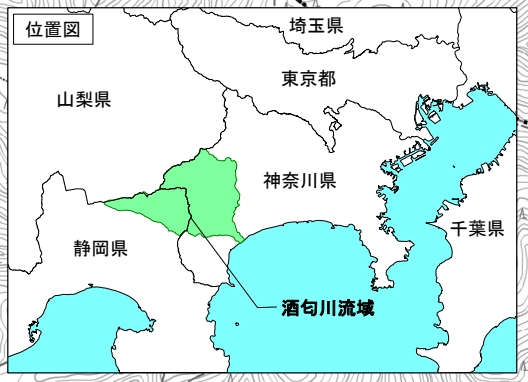 位置図
埼玉県
東京都
山梨県
神奈川県
千葉県
静岡県
酒匂川流域